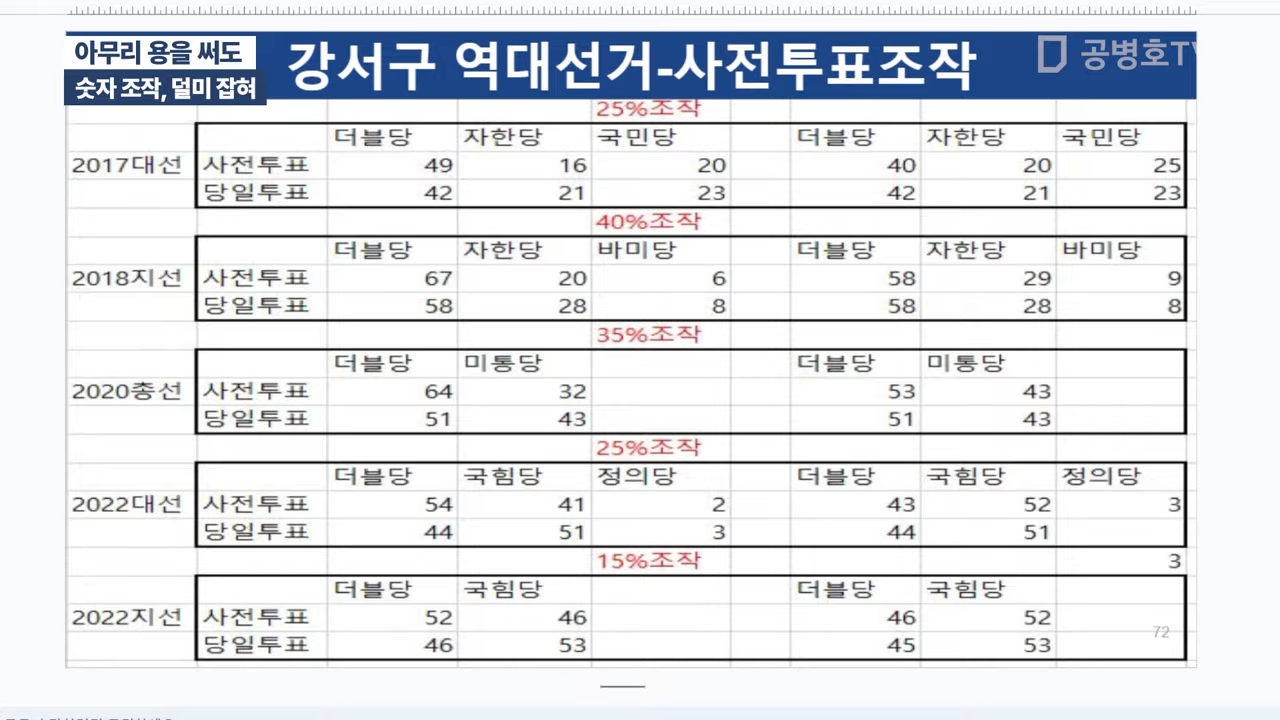 아무리 용을 써도
숫자 조작, 덜미 잡혀
강서구 역대선거-사전투표조작
공병호TV
25%조작
더블당 자한당 국민당 더블당 자한당 국민당
2017대선 사전투표 49 16 20 40 20 25
당일투표 42 21 23 42 21 23
40%조작
더블당 자한당 바미당 더블당 자한당 바미당
2018지선 사전투표 67 20 6 58 29 9
당일투표 58 28 8 58 28 8
35%조작
더블당 미통당 더블당 미통당
2020총선 사전투표 64 32 53 43
당일투표 51 43 51 43
25%조작
더블당 국힘당 정의당 더블당 국힘당 정의당
2022대선 사전투표 54 41 2 43 52 3
당일투표 44 51 3 44 51
15%조작 3
더블당 국힘당 더블당 국힘당
2022지선 사전투표 52 46 46 52
72
당일투표 46 53 45 53